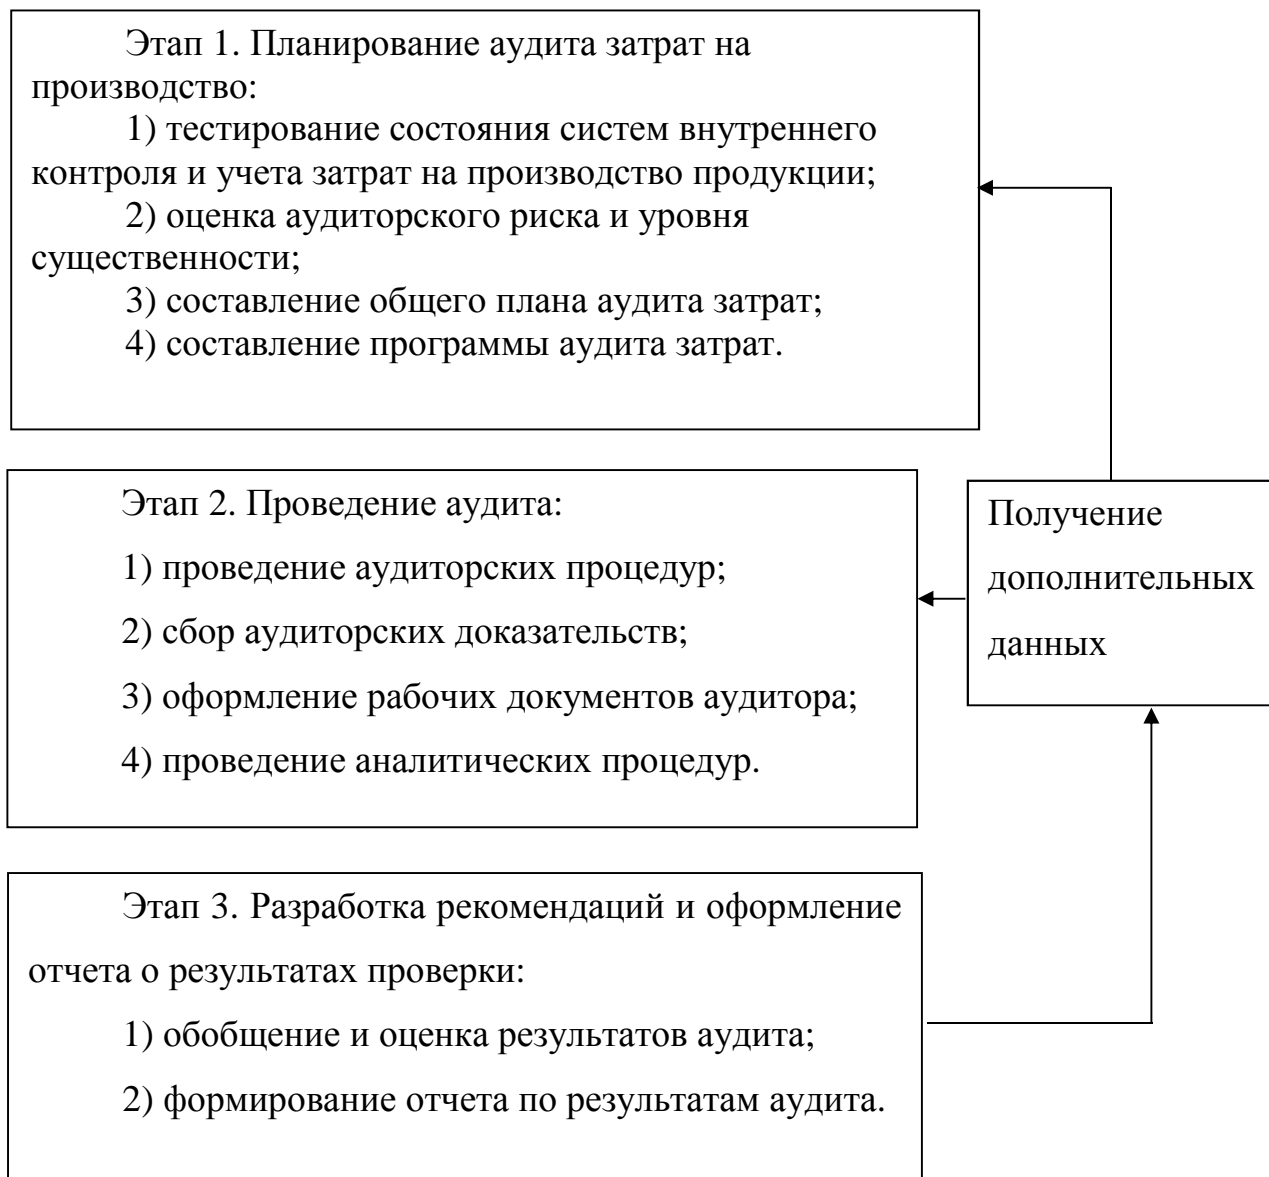 Этап 1. Планирование аудита затрат на
производство:
1) тестирование состояния систем внутреннего
контроля и учета затрат на производство продукции;
2) оценка аудиторского риска и уровня
существенности;
3) составление общего плана аудита затрат;
4) составление программы аудита затрат.
Этап 2. Проведение аудита:
1) проведение аудиторских процедур;
2) сбор аудиторских доказательств;
3) оформление рабочих документов аудитора;
4) проведение аналитических процедур.
Получение
дополнительных
данных
Этап 3. Разработка рекомендаций и оформление
отчета о результатах проверки:
1) обобщение и оценка результатов аудита;
2) формирование отчета по результатам аудита.